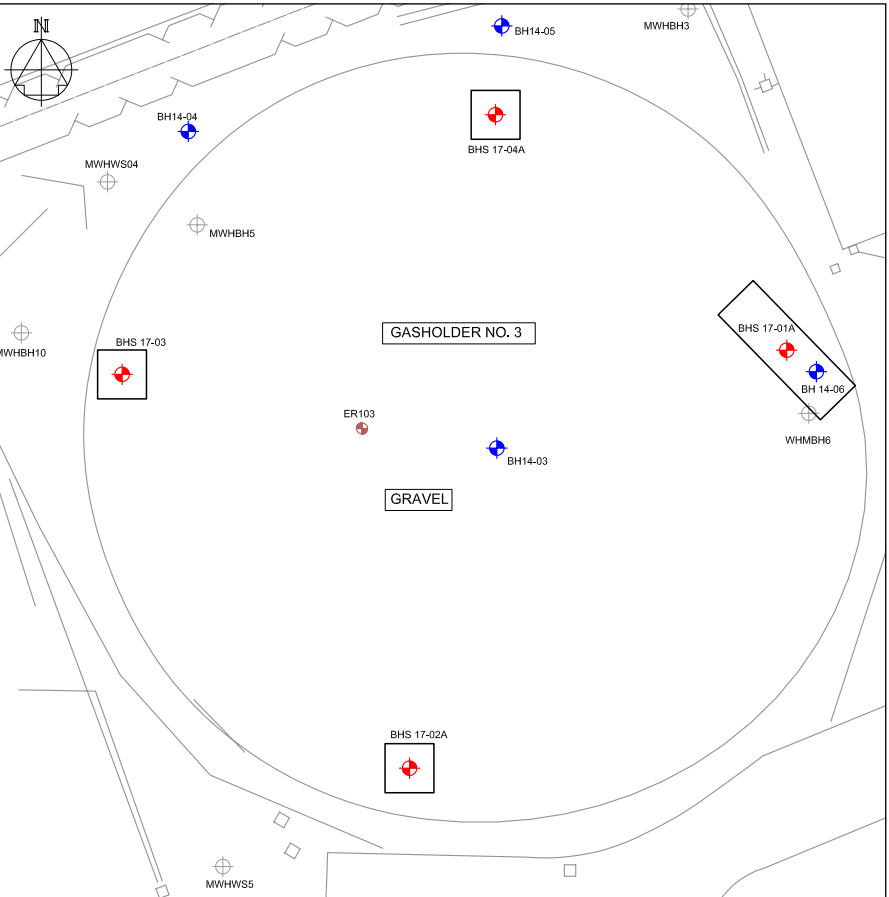 N
MWHBH3
BH14-05
BH14-04
BHS 17-04A
MWHWS04
MWHBH5
GASHOLDER NO. 3
BHS 17-01A
BHS 17-03
MWHBH10
BH 14-06
ER103
WHMBH6
BH14-03
GRAVEL
BHS 17-02A
MWHWS5